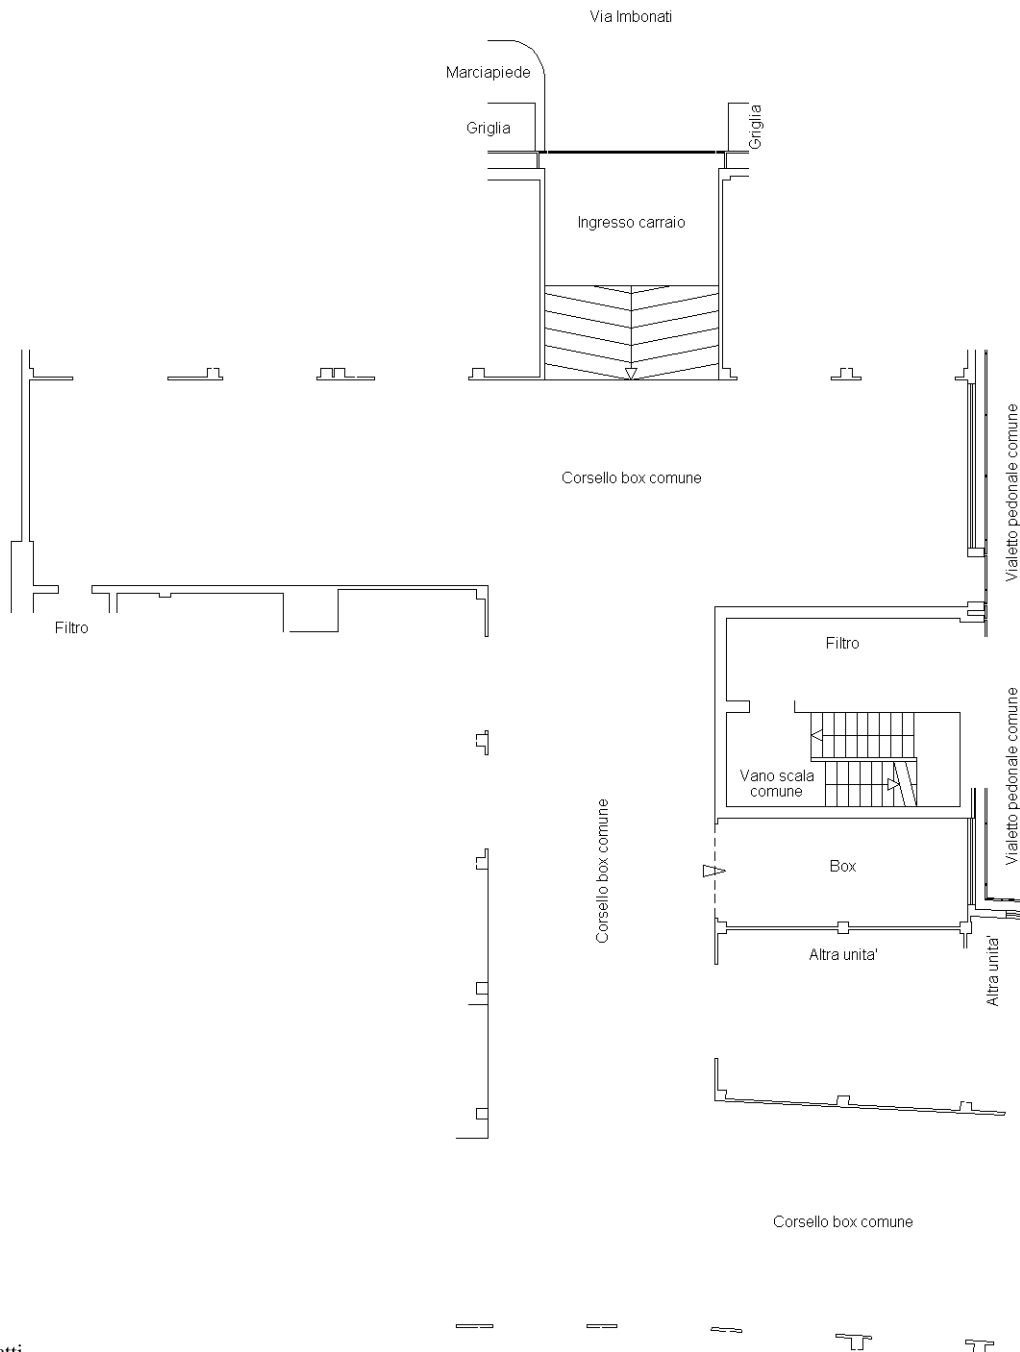 Via Imbonati
Marciapiede
Griglia
Griglia
Ingresso carraio
Corsello box comune
Vialetto pedonale comune
Filtro
Filtro
Vialetto pedonale comune
Vano scala
comune
Corsello box comune
Box
Altra unita'
Altra unita'
Corsello box comune